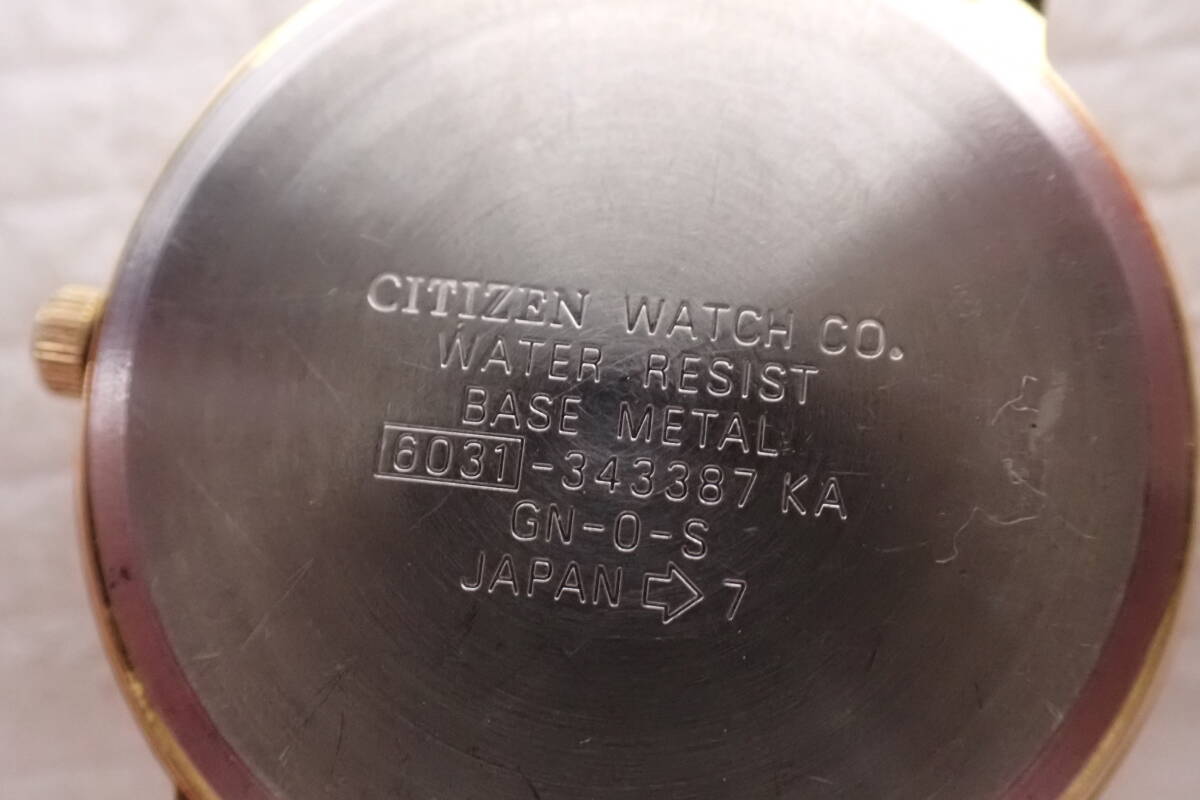 CITIZEN WATCH CO.
WATER RESIST
BASE METAL
6031-343387 KA
GN-0-S
JAPAN ⇨ 7